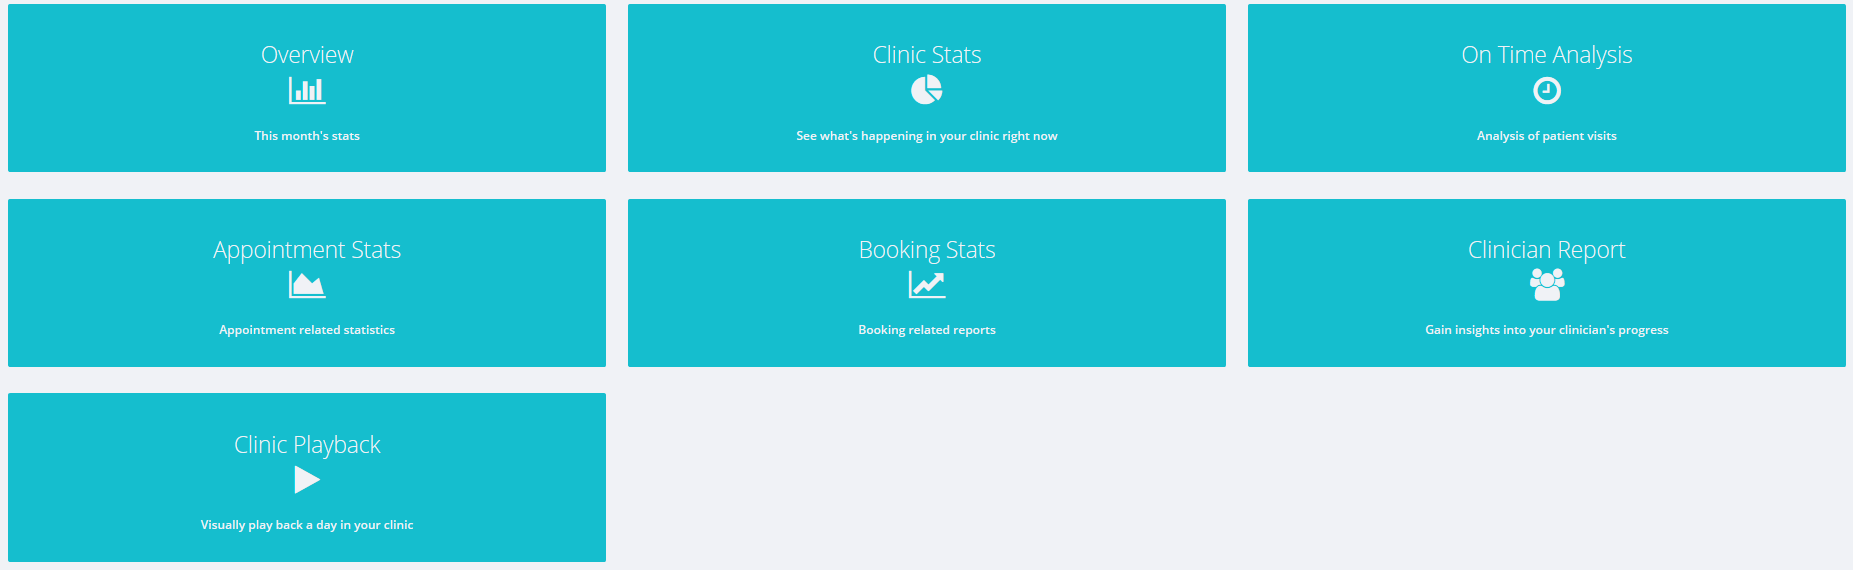 Overview
This month's stats
Clinic Stats
See what's happening in your clinic right now
On Time Analysis
Analysis of patient visits
Appointment Stats
Appointment related statistics
Booking Stats
Booking related reports
Clinician Report
Gain insights into your clinician's progress
Clinic Playback
Visually play back a day in your clinic